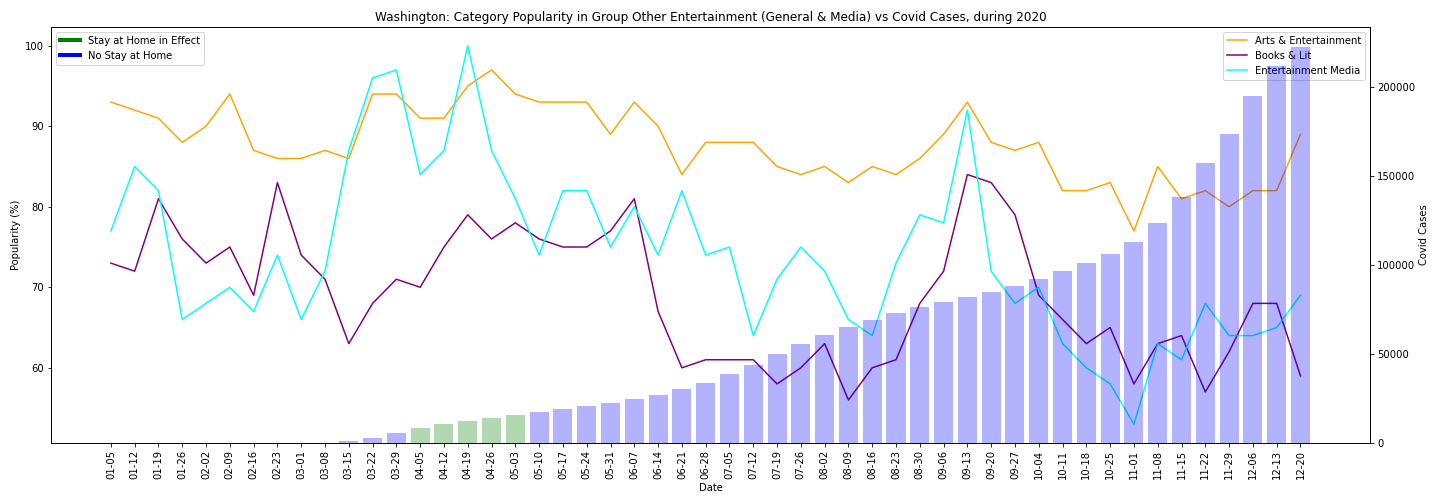 Washington: Category Popularity in Group Other Entertainment (General & Media) vs Covid Cases, during 2020
Stay at Home in Effect
No Stay at Home
Arts & Entertainment
Books & Lit
Entertainment Media
Popularity (%)
100
90
80
70
60
Covid Cases
200000
150000
100000
50000
0
01-05 01-12 01-19 01-26 02-02 02-09 02-16 02-23 03-01 03-08 03-15 03-22 03-29 04-05 04-12 04-19 04-26 05-03 05-10 05-17 05-24 05-31 06-07 06-14 06-21 06-28 07-05 07-12 07-19 07-26 08-02 08-09 08-16 08-23 08-30 09-06 09-13 09-20 09-27 10-04 10-11 10-18 10-25 11-01 11-08 11-15 11-22 11-29 12-06 12-13 12-20
Date